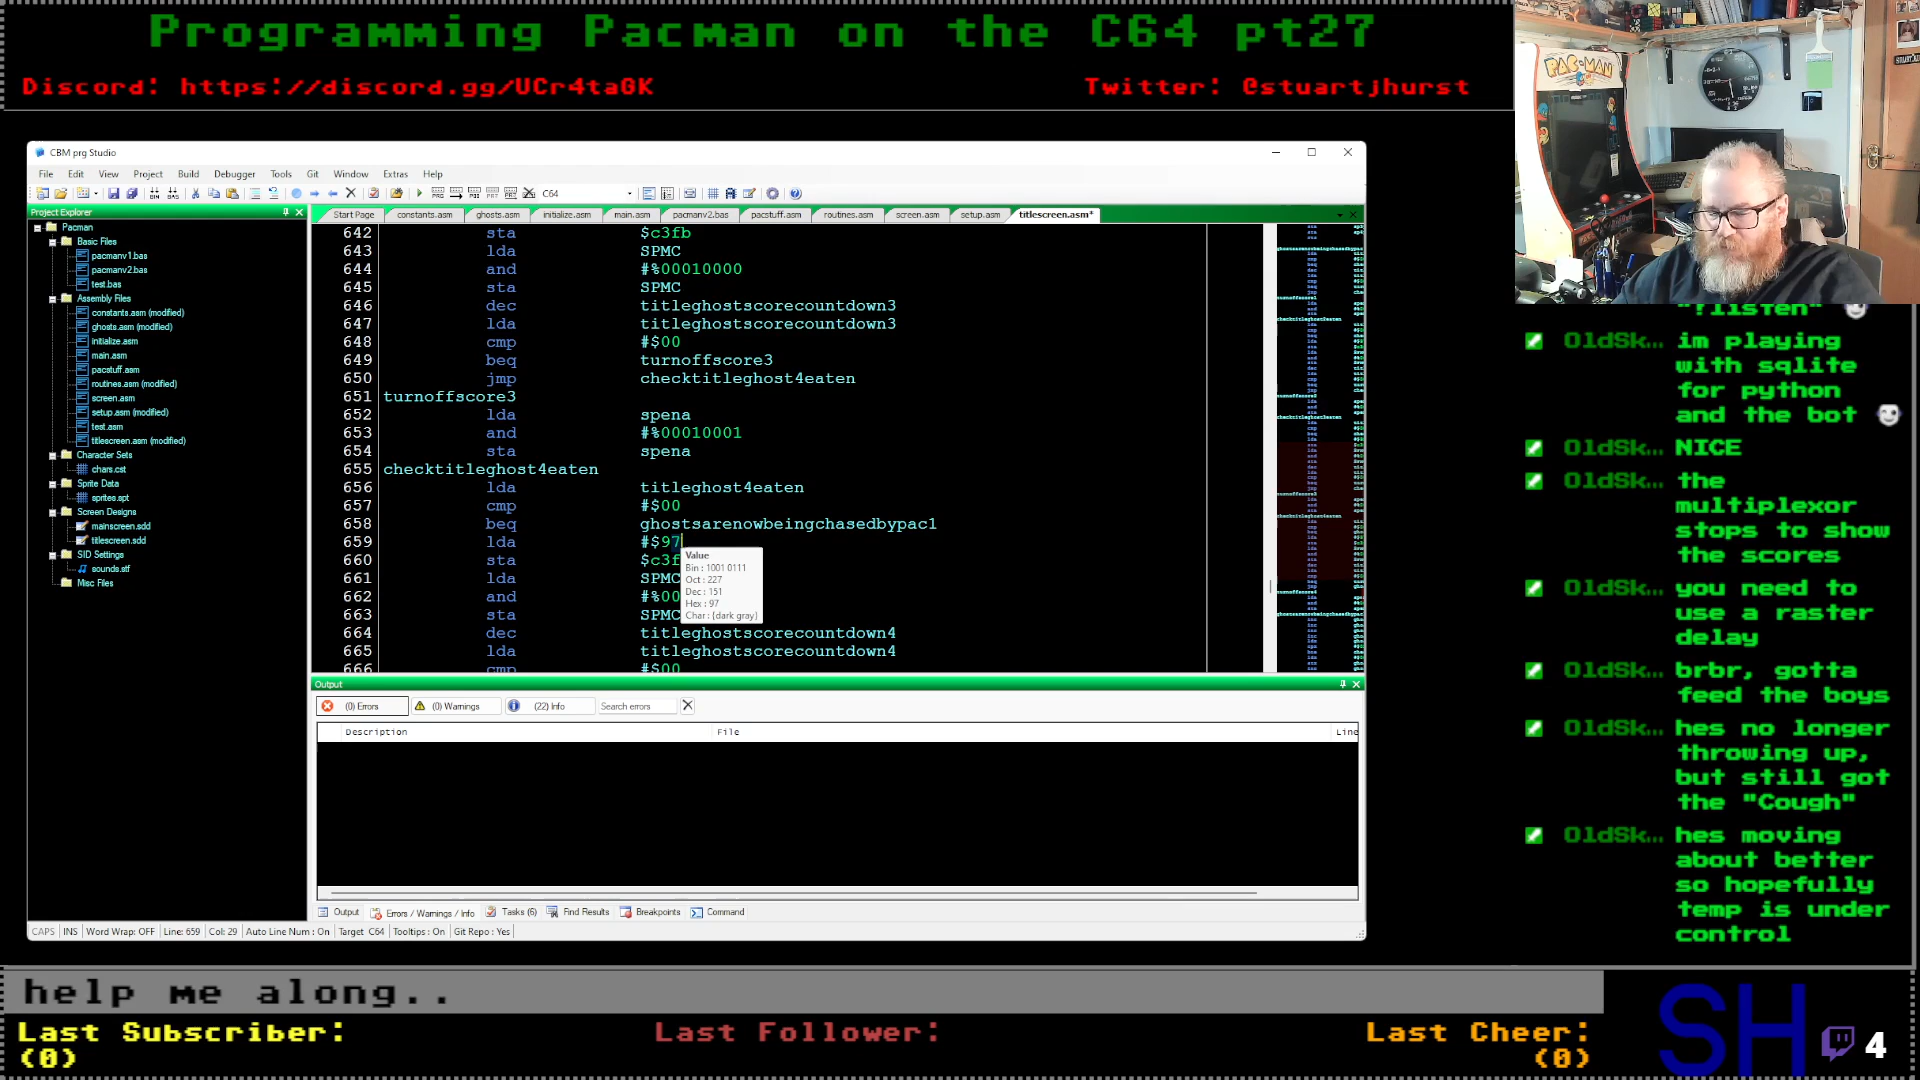 Programming Pacman on the C64 pt27
Discord: https://discord.gg/UCr4taGK
Twitter: @stuartjhurst
PAC-MAN
CBM prg Studio
File Edit View Project Build Debugger Tools Git Window Extras Help
C64
Project Explorer
Start Page constants.asm ghosts.asm initialize.asm main.asm pacmanv2.bas pacstuff.asm routines.asm screen.asm setup.asm titlescreen.asm*
Pacman
Basic Files
pacmanv1.bas
pacmanv2.bas
test.bas
Assembly Files
constants.asm (modified)
ghosts.asm (modified)
initialize.asm
main.asm
pacstuff.asm
routines.asm (modified)
screen.asm
setup.asm (modified)
test.asm
titlescreen.asm (modified)
Character Sets
chars.cst
Sprite Data
sprites.spt
Screen Designs
mainscreen.sdd
titlescreen.sdd
SID Settings
sounds.stf
Misc Files
642 sta $c3fb
643 lda SPMC
644 and #%00010000
645 sta SPMC
646 dec titleghostscorecountdown3
647 lda titleghostscorecountdown3
648 cmp #$00
649 beq turnoffscore3
650 jmp checktitleghost4eaten
651 turnoffscore3
652 lda spena
653 and #%00010001
654 sta spena
655 checktitleghost4eaten
656 lda titleghost4eaten
657 cmp #$00
658 beq ghostsarenowbeingchasedbypac1
659 lda #$97
660 sta $c3f
661 lda SPMC
662 and #%00
663 sta SPMC
664 dec titleghostscorecountdown4
665 lda titleghostscorecountdown4
666 cmp #$00
Value
Bin : 1001 0111
Oct : 227
Dec : 151
Hex : 97
Char : {dark gray}
Output
(0) Errors (0) Warnings (22) Info Search errors
Description File Line
Output Errors / Warnings / Info Tasks (6) Find Results Breakpoints Command
CAPS INS Word Wrap: OFF Line: 659 Col: 29 Auto Line Num : On Target C64 Tooltips : On Git Repo : Yes
"!listen"
OldSk... im playing
with sqlite
for python
and the bot
OldSk... NICE
OldSk... the
multiplexor
stops to show
the scores
OldSk... you need to
use a raster
delay
OldSk... brbr, gotta
feed the boys
OldSk... hes no longer
throwing up,
but still got
the "Cough"
OldSk... hes moving
about better
so hopefully
temp is under
control
help me along..
Last Subscriber:
(0)
Last Follower:
Last Cheer:
(0)
SH
4